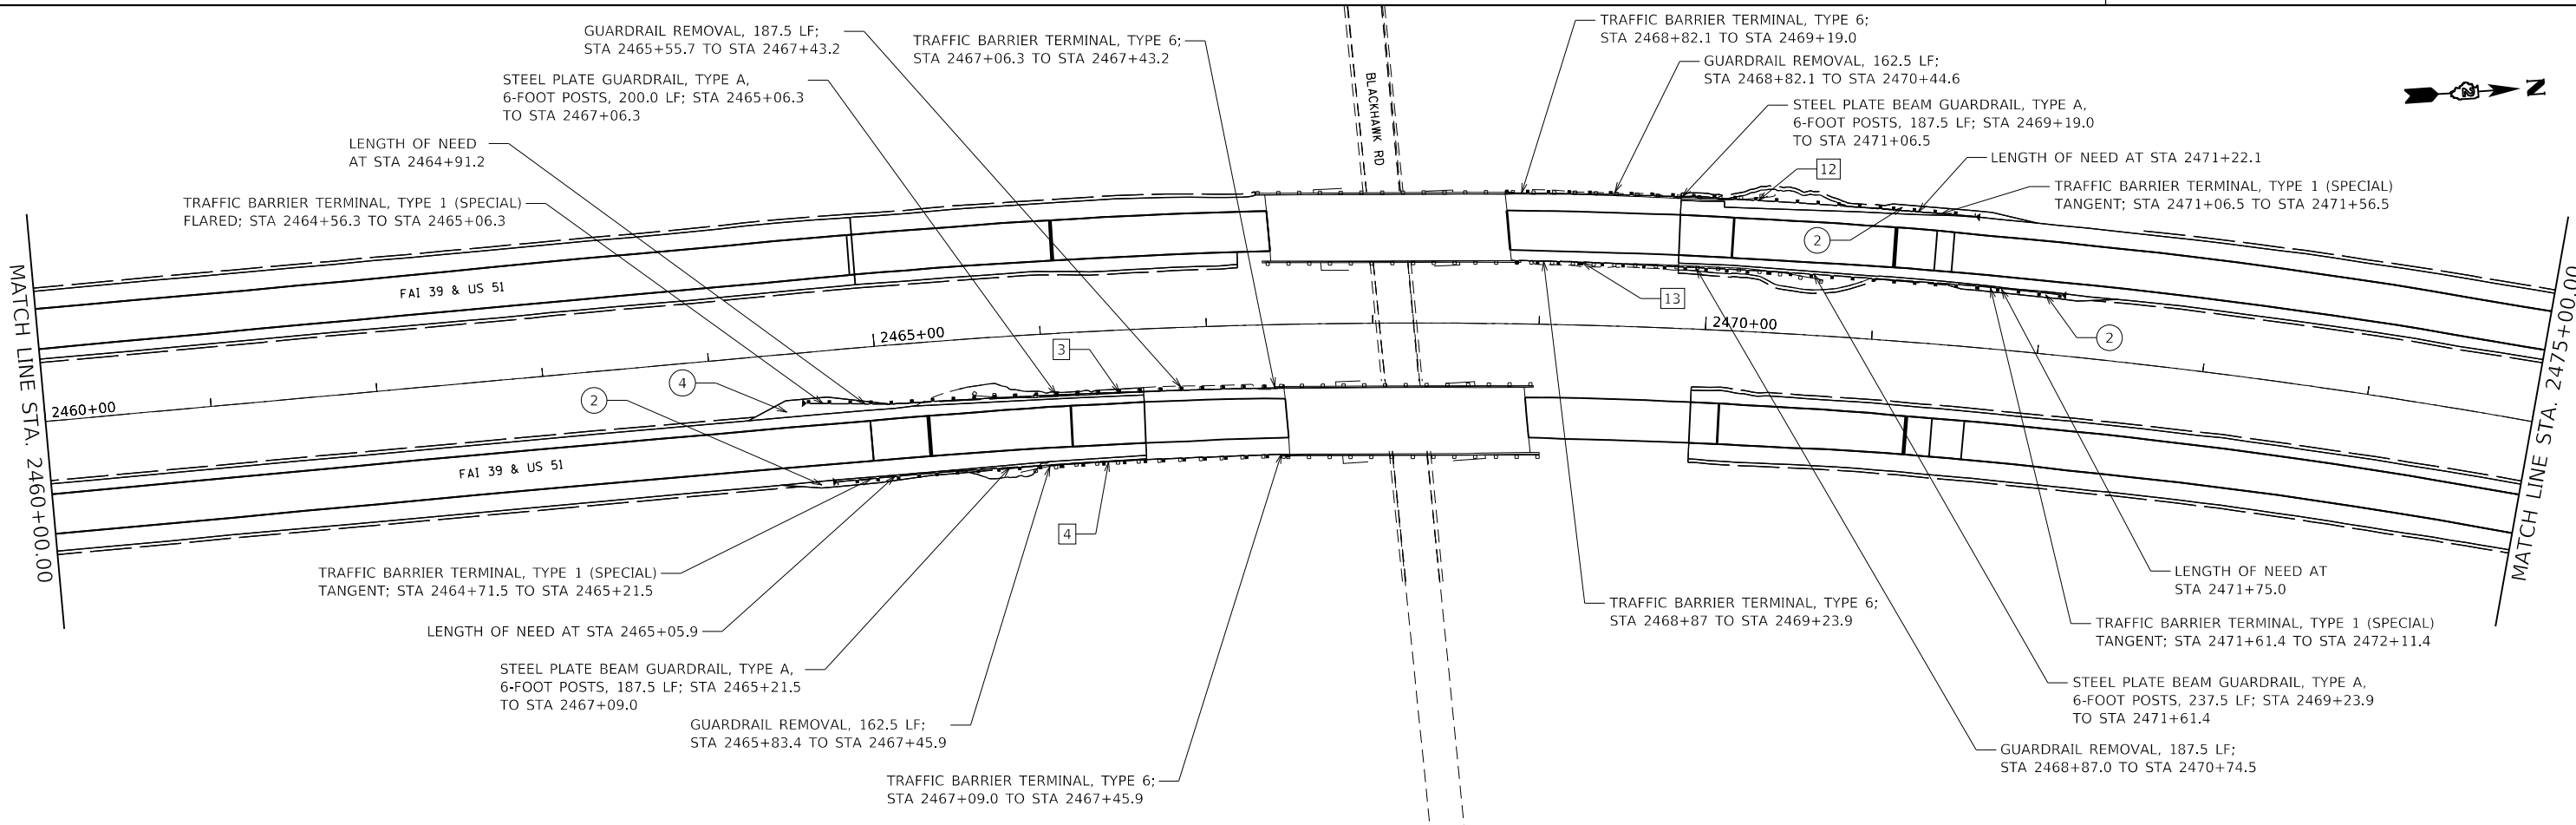 GUARDRAIL REMOVAL, 187.5 LF;
STA 2465+55.7 TO STA 2467+43.2
TRAFFIC BARRIER TERMINAL, TYPE 6;
STA 2467+06.3 TO STA 2467+43.2
TRAFFIC BARRIER TERMINAL, TYPE 6;
STA 2468+82.1 TO STA 2469+19.0
GUARDRAIL REMOVAL, 162.5 LF;
STA 2468+82.1 TO STA 2470+44.6
STEEL PLATE GUARDRAIL, TYPE A,
6-FOOT POSTS, 200.0 LF; STA 2465+06.3
TO STA 2467+06.3
BLACKHAWK RD
STEEL PLATE BEAM GUARDRAIL, TYPE A,
6-FOOT POSTS, 187.5 LF; STA 2469+19.0
TO STA 2471+06.5
N
LENGTH OF NEED
AT STA 2464+91.2
12
LENGTH OF NEED AT STA 2471+22.1
TRAFFIC BARRIER TERMINAL, TYPE 1 (SPECIAL)
FLARED; STA 2464+56.3 TO STA 2465+06.3
TRAFFIC BARRIER TERMINAL, TYPE 1 (SPECIAL)
TANGENT; STA 2471+06.5 TO STA 2471+56.5
2
FAI 39 & US 51
13
2465+00
2470+00
2
3
4
2
2460+00
MATCH LINE STA. 2460+00.00
MATCH LINE STA. 2475+00.00
FAI 39 & US 51
4
TRAFFIC BARRIER TERMINAL, TYPE 1 (SPECIAL)
TANGENT; STA 2464+71.5 TO STA 2465+21.5
LENGTH OF NEED AT
STA 2471+75.0
TRAFFIC BARRIER TERMINAL, TYPE 6;
STA 2468+87 TO STA 2469+23.9
LENGTH OF NEED AT STA 2465+05.9
TRAFFIC BARRIER TERMINAL, TYPE 1 (SPECIAL)
TANGENT; STA 2471+61.4 TO STA 2472+11.4
STEEL PLATE BEAM GUARDRAIL, TYPE A,
6-FOOT POSTS, 187.5 LF; STA 2465+21.5
TO STA 2467+09.0
STEEL PLATE BEAM GUARDRAIL, TYPE A,
6-FOOT POSTS, 237.5 LF; STA 2469+23.9
TO STA 2471+61.4
GUARDRAIL REMOVAL, 162.5 LF;
STA 2465+83.4 TO STA 2467+45.9
GUARDRAIL REMOVAL, 187.5 LF;
STA 2468+87.0 TO STA 2470+74.5
TRAFFIC BARRIER TERMINAL, TYPE 6;
STA 2467+09.0 TO STA 2467+45.9